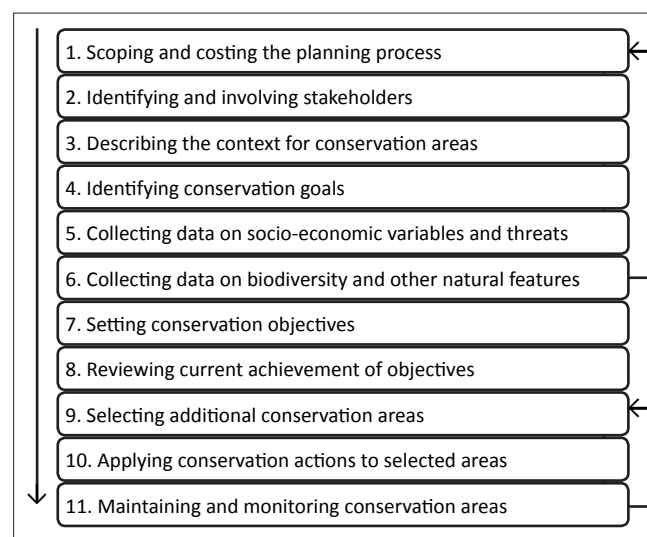 1. Scoping and costing the planning process
2. Identifying and involving stakeholders
3. Describing the context for conservation areas
4. Identifying conservation goals
5. Collecting data on socio-economic variables and threats
6. Collecting data on biodiversity and other natural features
7. Setting conservation objectives
8. Reviewing current achievement of objectives
9. Selecting additional conservation areas
10. Applying conservation actions to selected areas
11. Maintaining and monitoring conservation areas